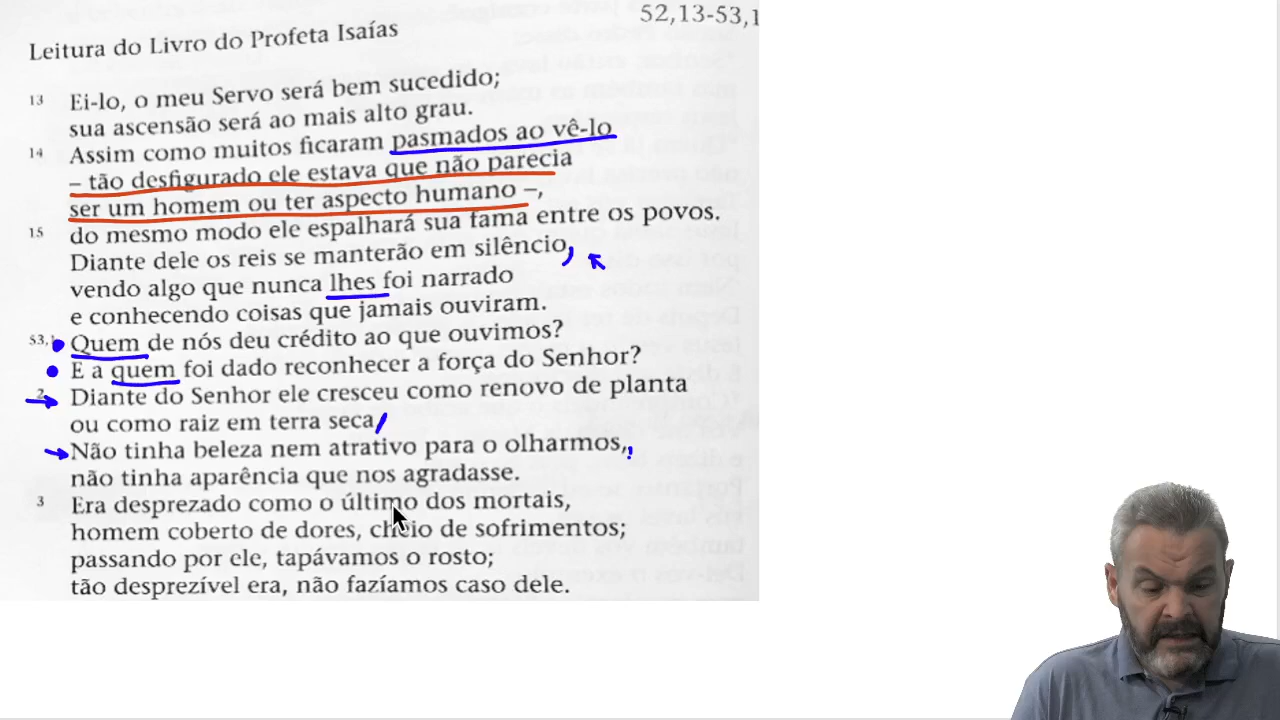 52,13-53,1
Leitura do Livro do Profeta Isaías
13 Ei-lo, o meu Servo será bem sucedido;
sua ascensão será ao mais alto grau.
14 Assim como muitos ficaram pasmados ao vê-lo
– tão desfigurado ele estava que não parecia
ser um homem ou ter aspecto humano –,
15 do mesmo modo ele espalhará sua fama entre os povos.
Diante dele os reis se manterão em silêncio,
vendo algo que nunca lhes foi narrado
e conhecendo coisas que jamais ouviram.
53,1 Quem de nós deu crédito ao que ouvimos?
E a quem foi dado reconhecer a força do Senhor?
2 Diante do Senhor ele cresceu como renovo de planta
ou como raiz em terra seca
Não tinha beleza nem atrativo para o olharmos,
não tinha aparência que nos agradasse.
3 Era desprezado como o último dos mortais,
homem coberto de dores, cheio de sofrimentos;
passando por ele, tapávamos o rosto;
tão desprezível era, não fazíamos caso dele.